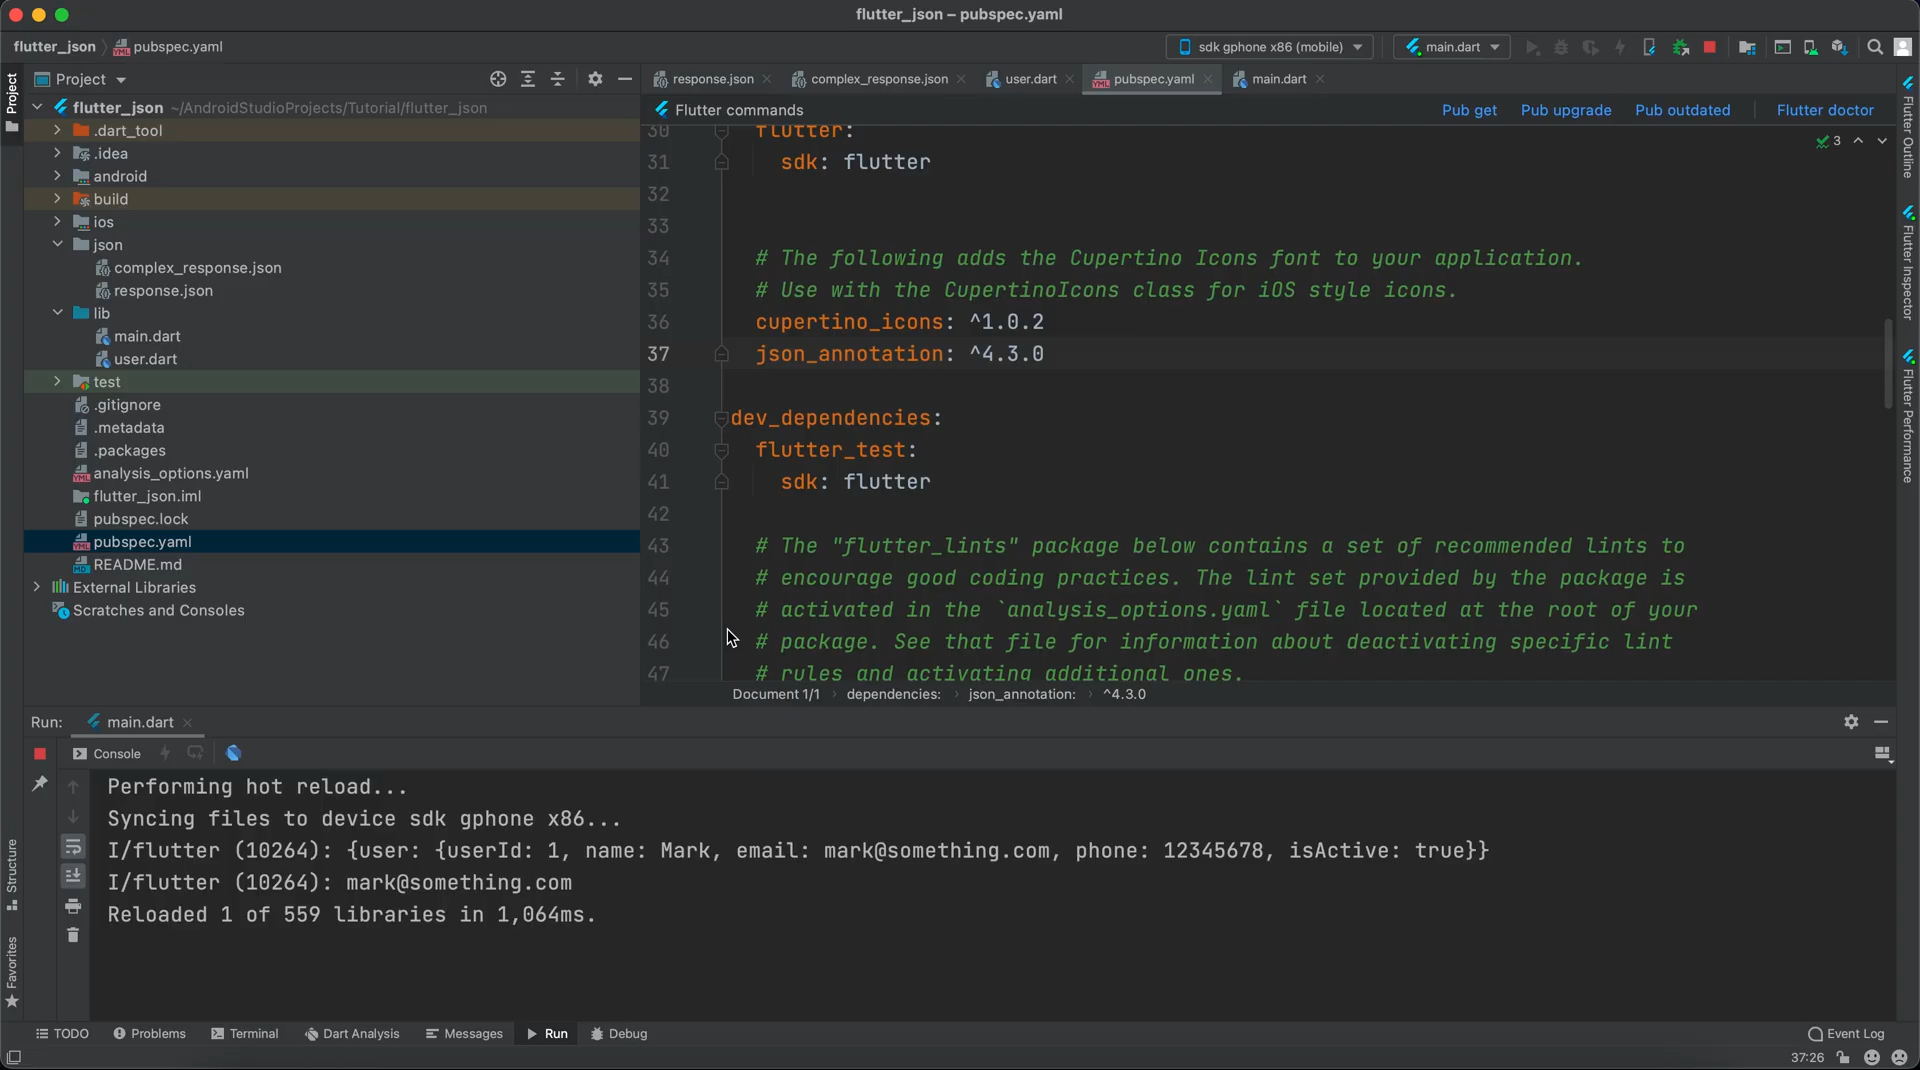 flutter_json – pubspec.yaml
flutter_json
pubspec.yaml
sdk gphone x86 (mobile)
main.dart
Project
Project
response.json
complex_response.json
user.dart
pubspec.yaml
main.dart
flutter_json ~/AndroidStudioProjects/Tutorial/flutter_json
.dart_tool
.idea
android
build
ios
json
complex_response.json
response.json
lib
main.dart
user.dart
test
.gitignore
.metadata
.packages
analysis_options.yaml
flutter_json.iml
pubspec.lock
pubspec.yaml
README.md
External Libraries
Scratches and Consoles
Flutter commands
Pub get
Pub upgrade
Pub outdated
Flutter doctor
3
30 flutter:
31 sdk: flutter
32
33
34 # The following adds the Cupertino Icons font to your application.
35 # Use with the CupertinoIcons class for iOS style icons.
36 cupertino_icons: ^1.0.2
37 json_annotation: ^4.3.0
38
39 dev_dependencies:
40 flutter_test:
41 sdk: flutter
42
43 # The "flutter_lints" package below contains a set of recommended lints to
44 # encourage good coding practices. The lint set provided by the package is
45 # activated in the `analysis_options.yaml` file located at the root of your
46 # package. See that file for information about deactivating specific lint
47 # rules and activating additional ones.
Document 1/1
dependencies:
json_annotation:
^4.3.0
Flutter Outline
Flutter Inspector
Flutter Performance
Run:
main.dart
Console
Performing hot reload...
Syncing files to device sdk gphone x86...
I/flutter (10264): {user: {userId: 1, name: Mark, email: mark@something.com, phone: 12345678, isActive: true}}
I/flutter (10264): mark@something.com
Reloaded 1 of 559 libraries in 1,064ms.
Structure
Favorites
TODO
Problems
Terminal
Dart Analysis
Messages
Run
Debug
Event Log
37:26